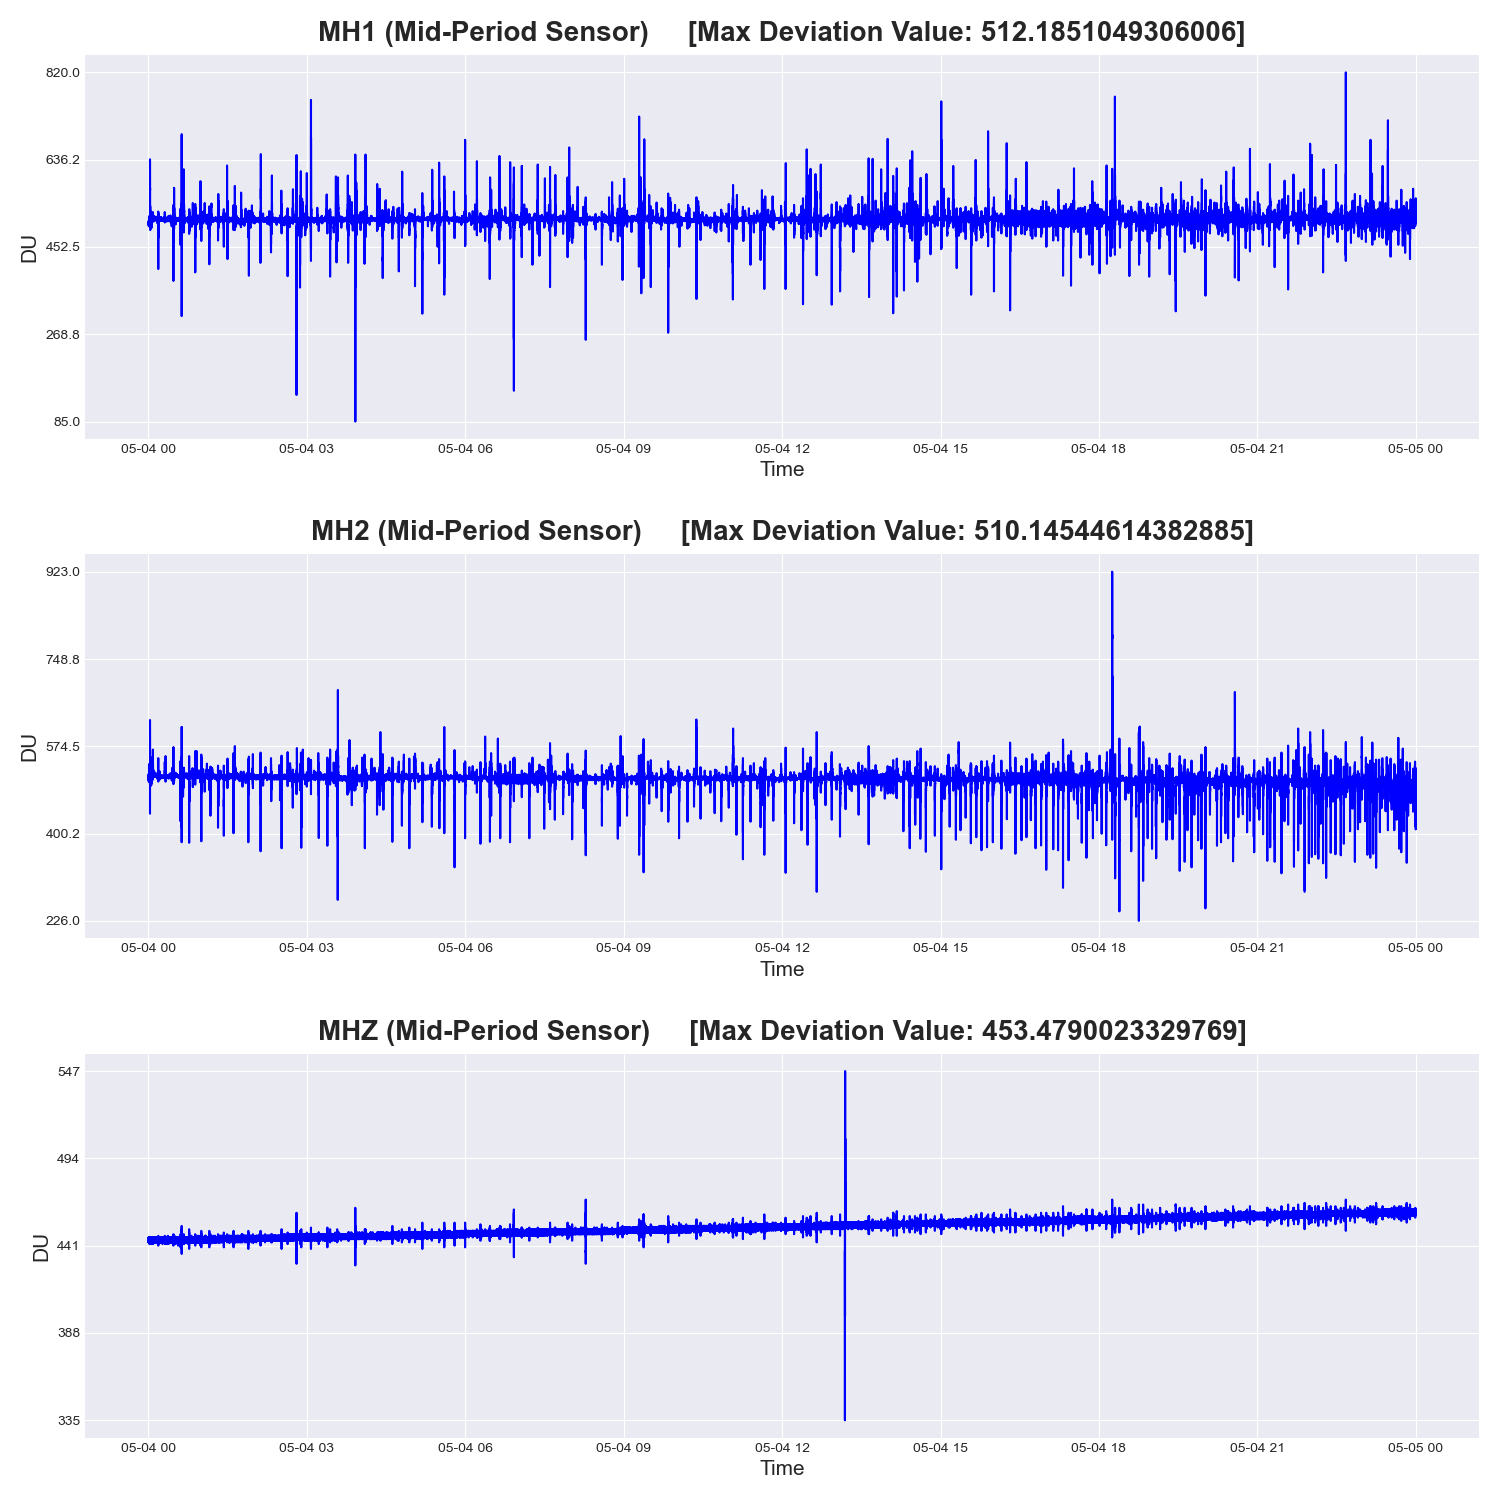 MH1 (Mid-Period Sensor) [Max Deviation Value: 512.1851049306006]
820.0
636.2
452.5
268.8
85.0
DU
05-04 00 05-04 03 05-04 06 05-04 09 05-04 12 05-04 15 05-04 18 05-04 21 05-05 00
Time
MH2 (Mid-Period Sensor) [Max Deviation Value: 510.14544614382885]
923.0
748.8
574.5
400.2
226.0
DU
05-04 00 05-04 03 05-04 06 05-04 09 05-04 12 05-04 15 05-04 18 05-04 21 05-05 00
Time
MHZ (Mid-Period Sensor) [Max Deviation Value: 453.4790023329769]
547
494
441
388
335
DU
05-04 00 05-04 03 05-04 06 05-04 09 05-04 12 05-04 15 05-04 18 05-04 21 05-05 00
Time